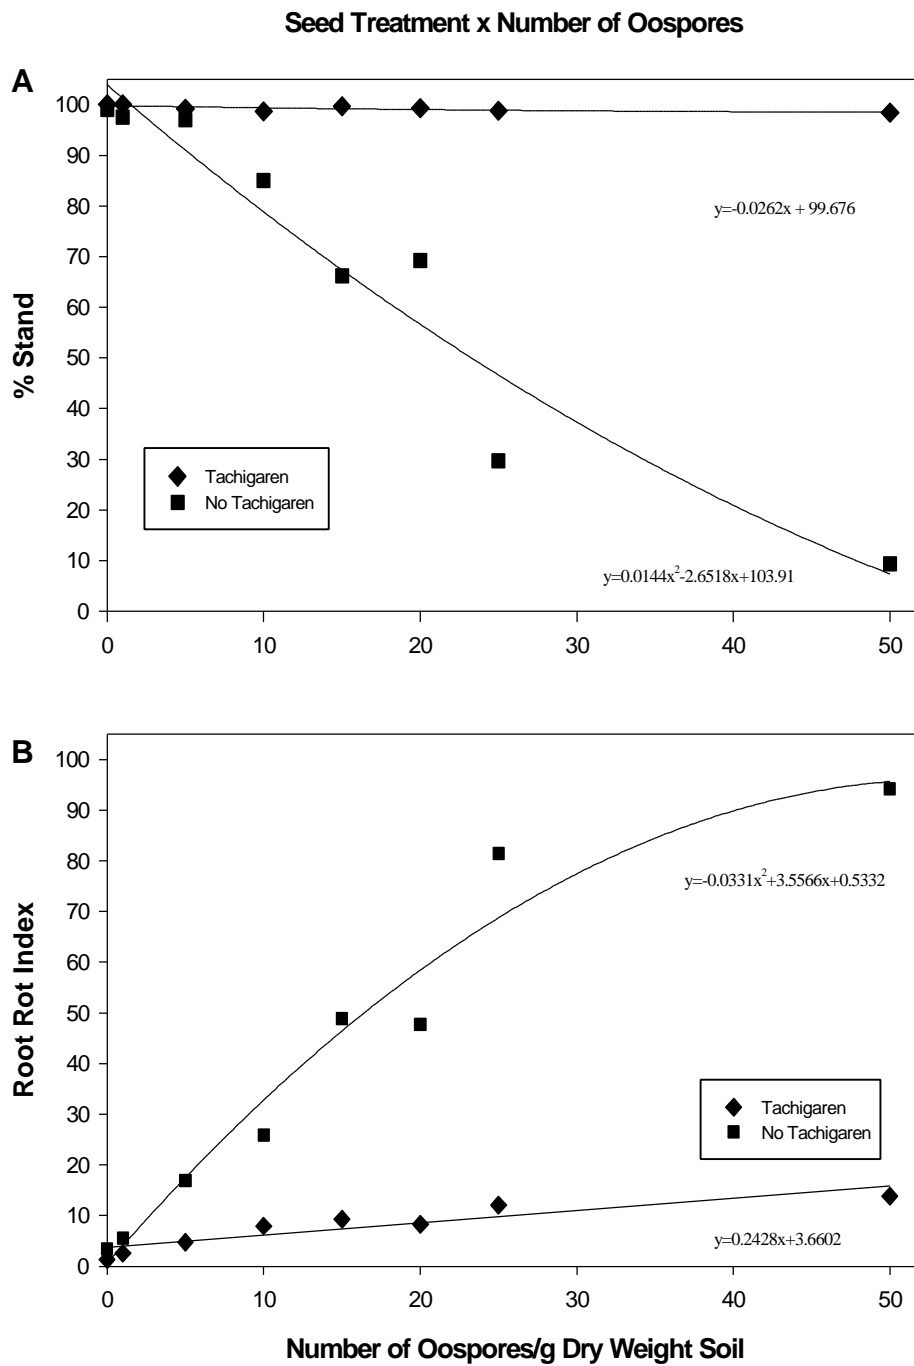 Seed Treatment x Number of Oospores
A
100
90
80
70
60
50
40
30
20
10
0
% Stand
y=-0.0262x + 99.676
Tachigaren
No Tachigaren
y=0.0144x²-2.6518x+103.91
0 10 20 30 40 50
B
100
90
80
70
60
50
40
30
20
10
0
Root Rot Index
y=-0.0331x²+3.5566x+0.5332
Tachigaren
No Tachigaren
y=0.2428x+3.6602
0 10 20 30 40 50
Number of Oospores/g Dry Weight Soil